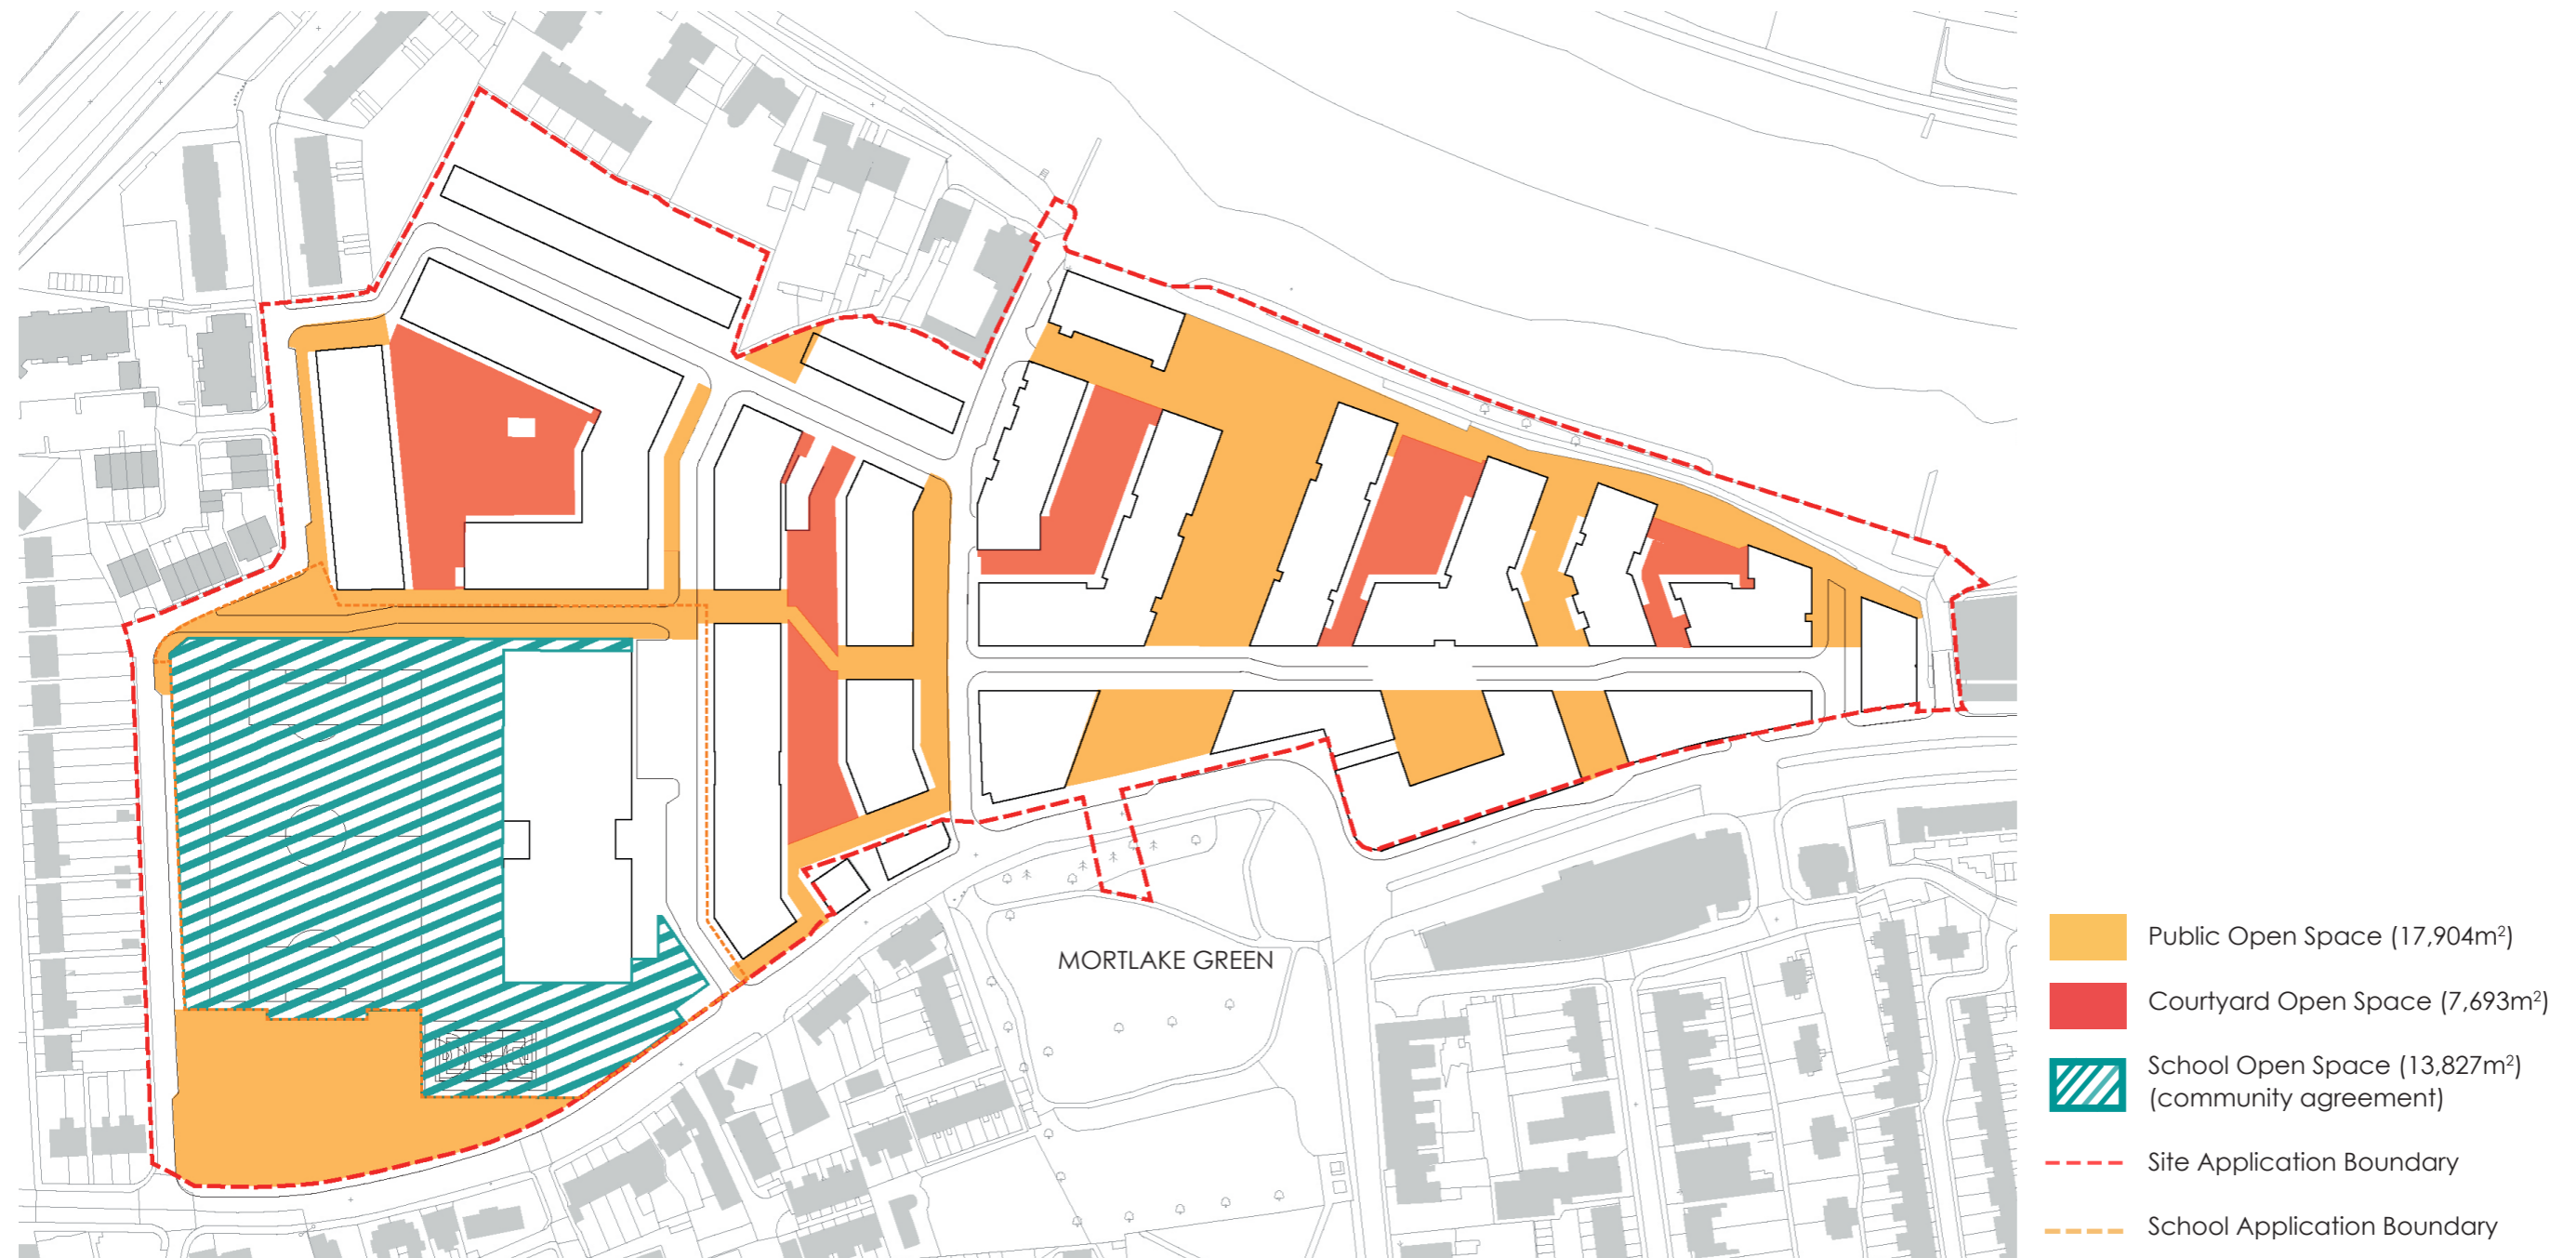 MORTLAKE GREEN
Public Open Space (17,904m²)
Courtyard Open Space (7,693m²)
School Open Space (13,827m²)
(community agreement)
Site Application Boundary
School Application Boundary